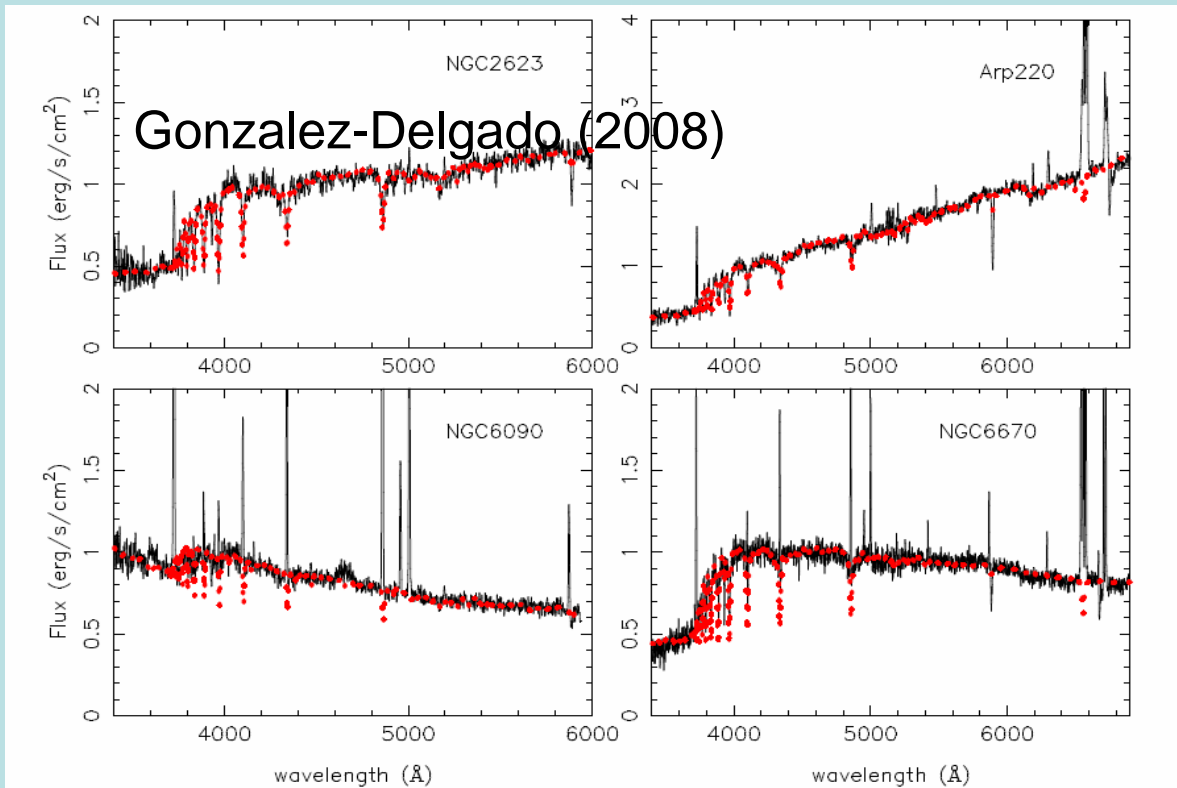 Gonzalez-Delgado (2008)
NGC2623
Flux (erg/s/cm²)
2
1.5
1
0.5
0
4000 5000 6000
Arp220
4
3
2
1
0
4000 5000 6000
NGC6090
Flux (erg/s/cm²)
2
1.5
1
0.5
0
4000 5000 6000
wavelength (Å)
NGC6670
2
1.5
1
0.5
0
4000 5000 6000
wavelength (Å)